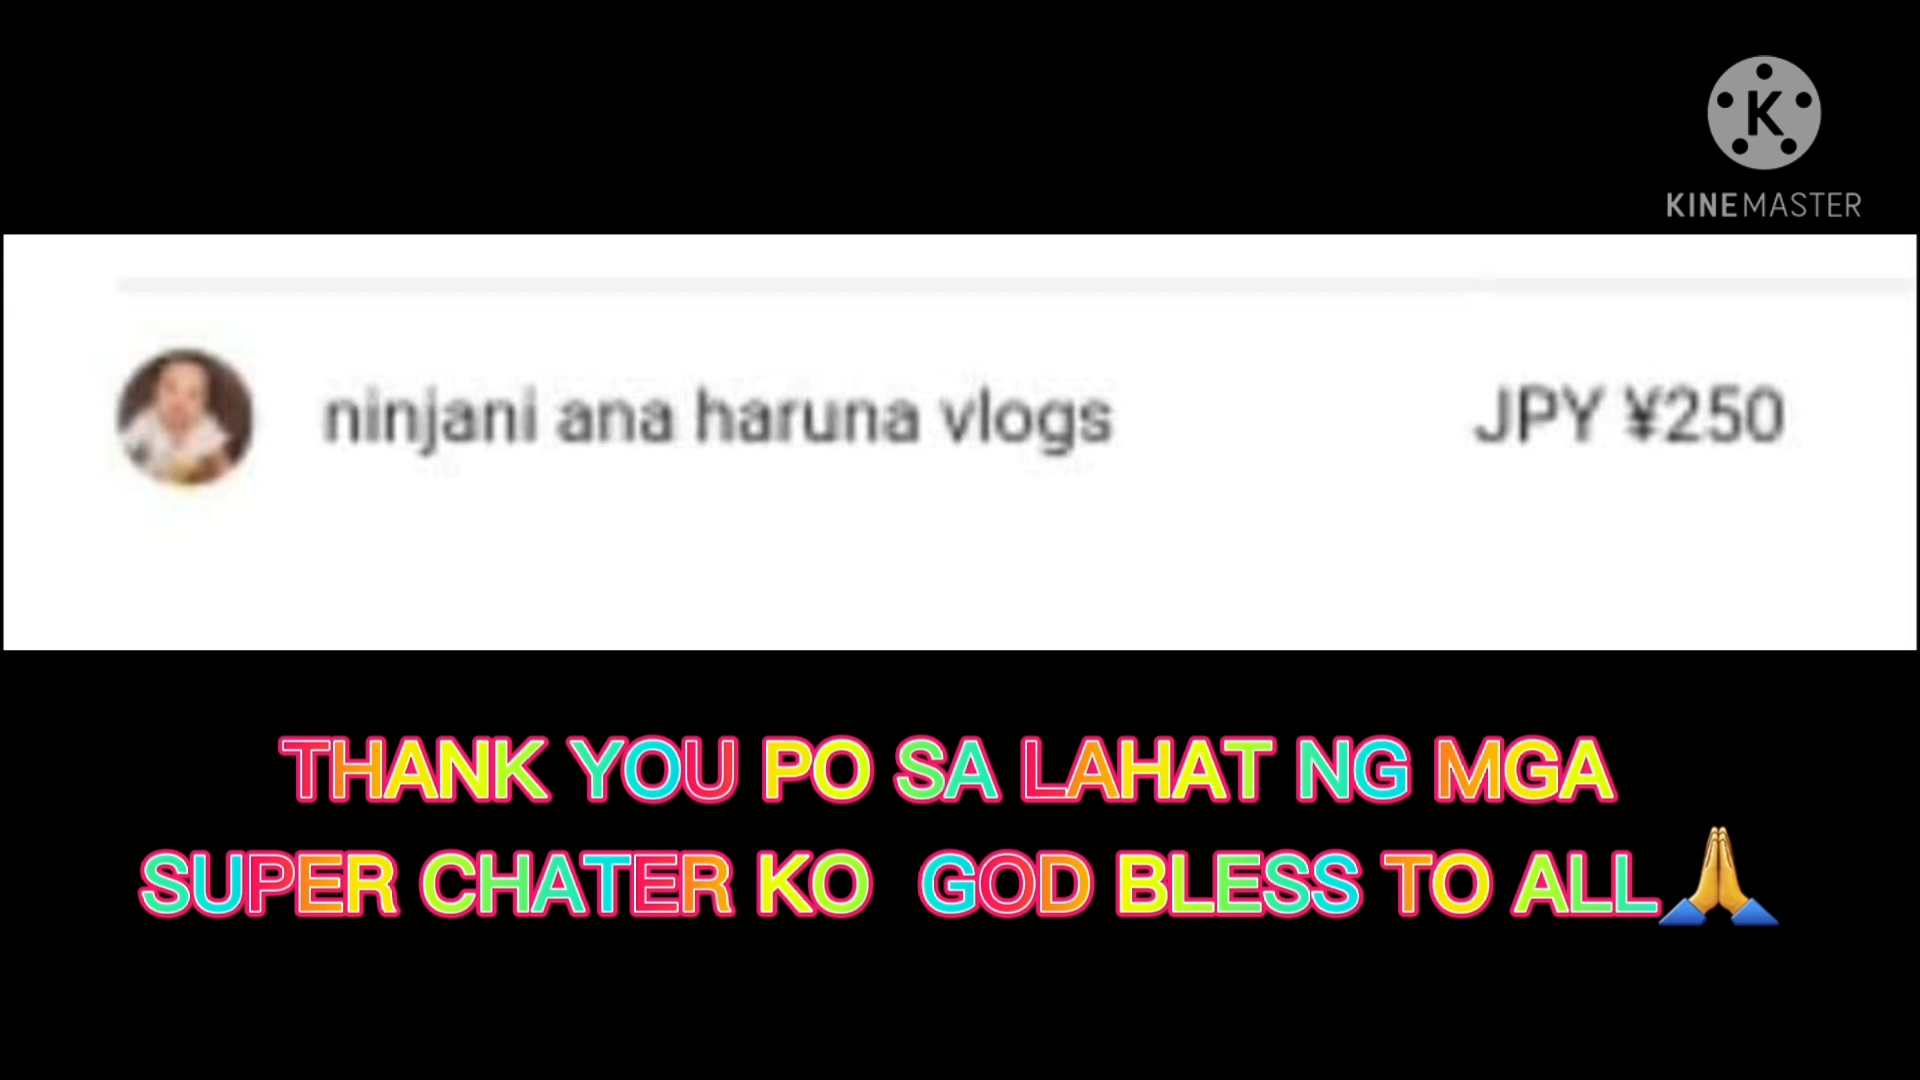 K
KINEMASTER
ninjani ana haruna vlogs JPY ¥250
THANK YOU PO SA LAHAT NG MGA
SUPER CHATER KO GOD BLESS TO ALL🙏